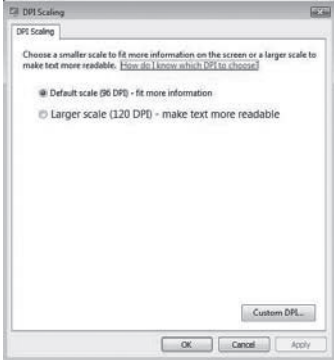 DPI Scaling
DPI Scaling
Choose a smaller scale to fit more information on the screen or a larger scale to
make text more readable. How do I know which DPI to choose?
Default scale (96 DPI) - fit more information
Larger scale (120 DPI) - make text more readable
Custom DPI...
OK Cancel Apply